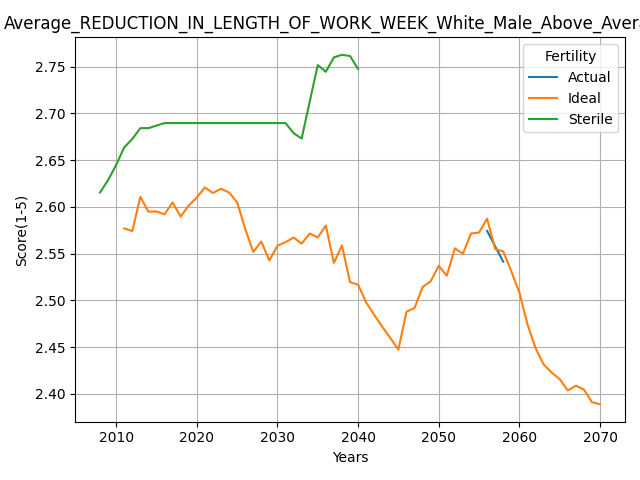 Average_REDUCTION_IN_LENGTH_OF_WORK_WEEK_White_Male_Above_Avera
Fertility
Actual
Ideal
Sterile
2.75
2.70
2.65
2.60
2.55
2.50
2.45
2.40
Score(1-5)
2010 2020 2030 2040 2050 2060 2070
Years